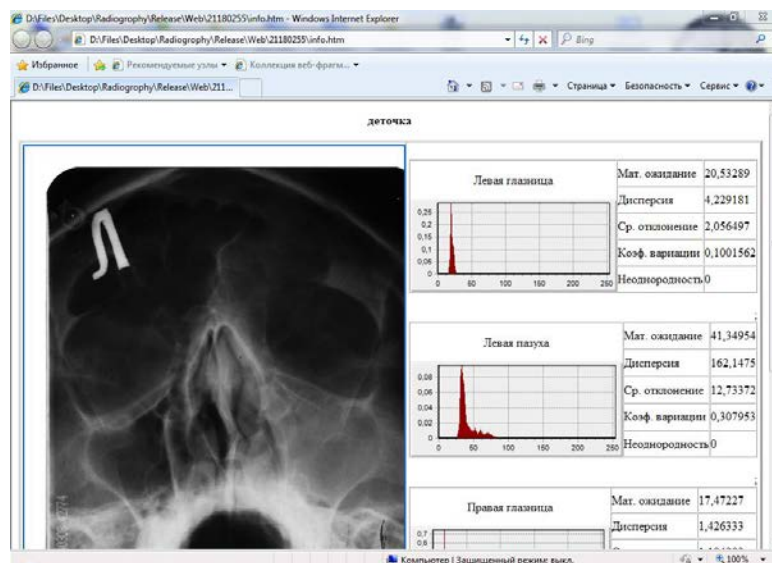 D:\Files\Desktop\Radiogrophy\Release\Web\21180255\info.htm - Windows Internet Explorer
D:\Files\Desktop\Radiogrophy\Release\Web\21180255\info.htm
Bing
Избранное
Рекомендуемые узлы
Коллекция веб-фрагм...
D:\Files\Desktop\Radiogrophy\Release\Web\211...
Страница
Безопасность
Сервис
деточка
Л
Левая глазница
0,25
0,2
0,15
0,1
0,05
0
0 50 100 150 200 250
Мат. ожидание 20,53289
Дисперсия 4,229181
Ср. отклонение 2,056497
Коэф. вариации 0,1001562
Неоднородность 0
;
Левая пазуха
0,08
0,06
0,04
0,02
0
0 50 100 150 200 250
Мат. ожидание 41,34954
Дисперсия 162,1475
Ср. отклонение 12,73372
Коэф. вариации 0,307953
Неоднородность 0
;
Правая глазница
0,7
0,6
Мат. ожидание 17,47227
Дисперсия 1,426333
Компьютер | Защищенный режим: выкл.
100%